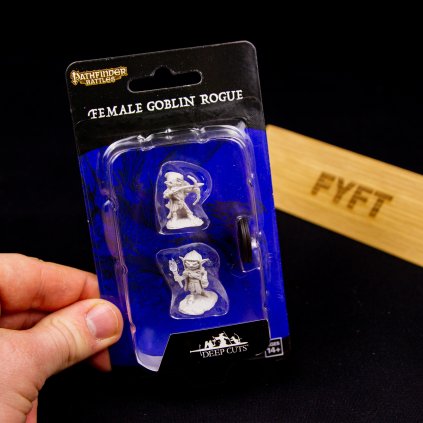 PATHFINDER
BATTLES
FEMALE GOBLIN ROGUE
FYFT
DEEP CUTS
AGES
14+